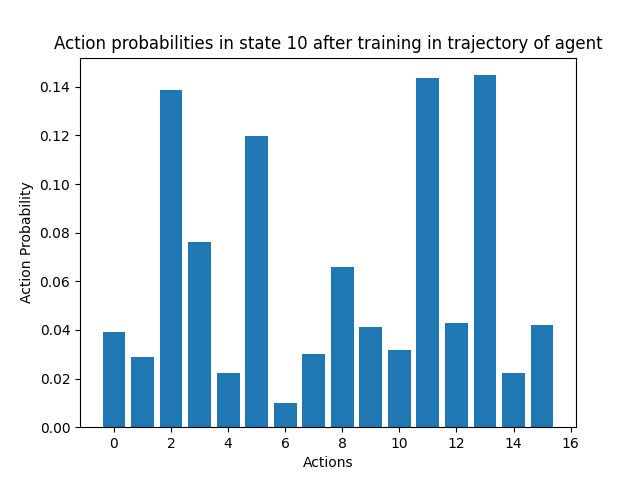 Action probabilities in state 10 after training in trajectory of agent
0.14
0.12
0.10
0.08
0.06
0.04
0.02
0.00
Action Probability
0 2 4 6 8 10 12 14 16
Actions